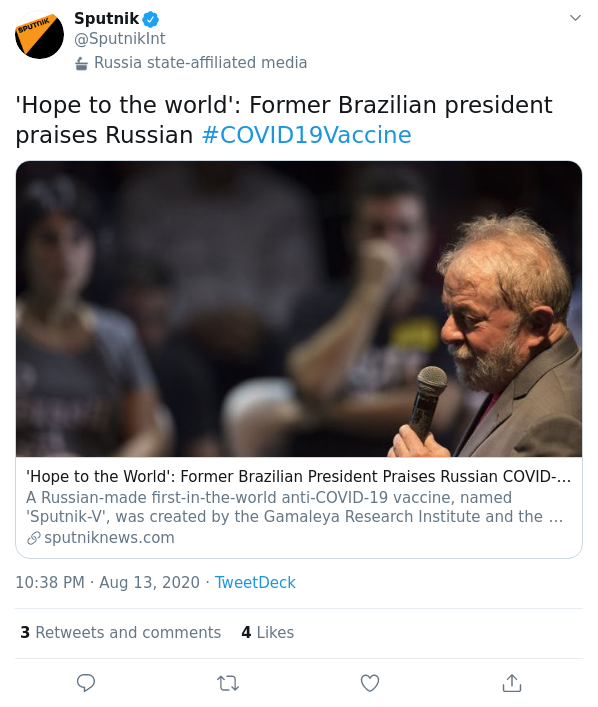 SPUTNIK
Sputnik
@SputnikInt
Russia state-affiliated media
'Hope to the world': Former Brazilian president
praises Russian #COVID19Vaccine
'Hope to the World': Former Brazilian President Praises Russian COVID-...
A Russian-made first-in-the-world anti-COVID-19 vaccine, named
'Sputnik-V', was created by the Gamaleya Research Institute and the ...
sputniknews.com
10:38 PM · Aug 13, 2020 · TweetDeck
3 Retweets and comments 4 Likes